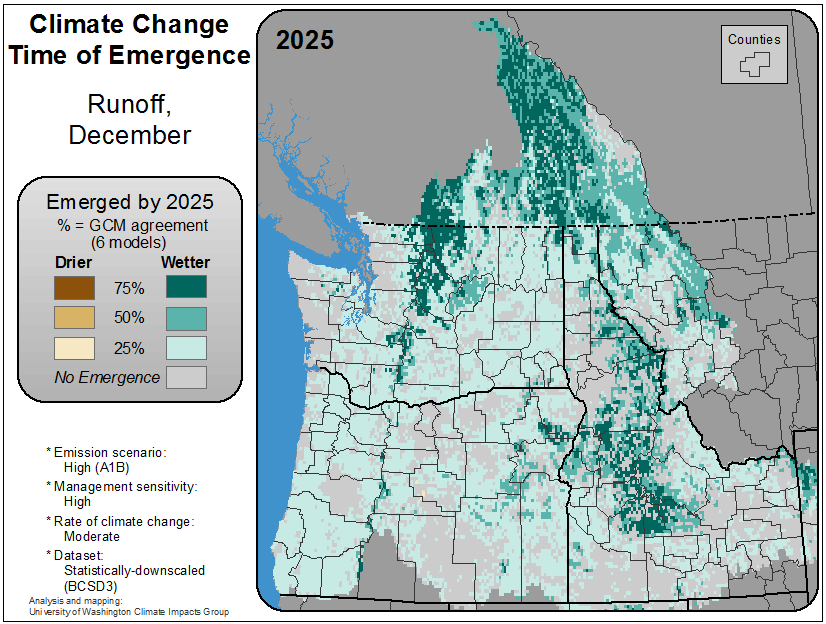 Climate Change
Time of Emergence
Runoff,
December
Emerged by 2025
% = GCM agreement
(6 models)
Drier Wetter
75%
50%
25%
No Emergence
* Emission scenario:
High (A1B)
* Management sensitivity:
High
* Rate of climate change:
Moderate
* Dataset:
Statistically-downscaled
(BCSD3)
Analysis and mapping:
University of Washington Climate Impacts Group
2025
Counties